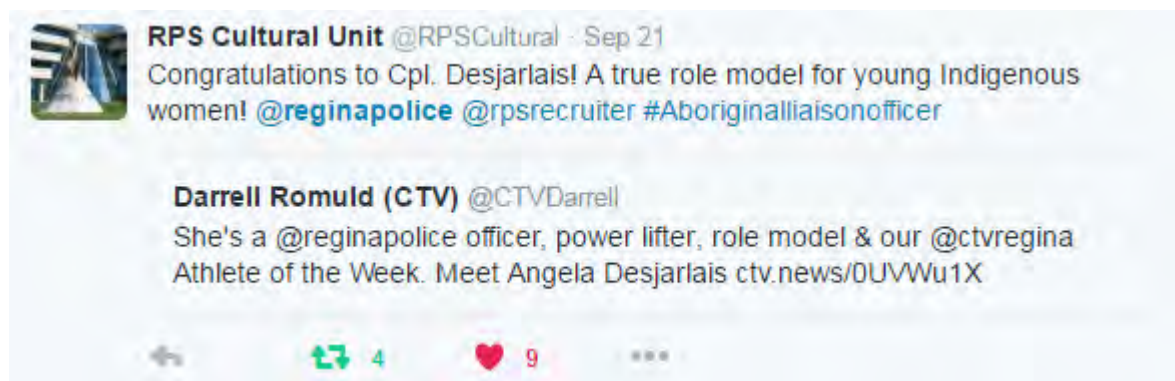 RPS Cultural Unit @RPSCultural · Sep 21
Congratulations to Cpl. Desjarlais! A true role model for young Indigenous
women! @reginapolice @rpsrecruiter #Aboriginalliaisonofficer
Darrell Romuld (CTV) @CTVDarrell
She's a @reginapolice officer, power lifter, role model & our @ctvregina
Athlete of the Week. Meet Angela Desjarlais ctv.news/0UVWu1X
4 9